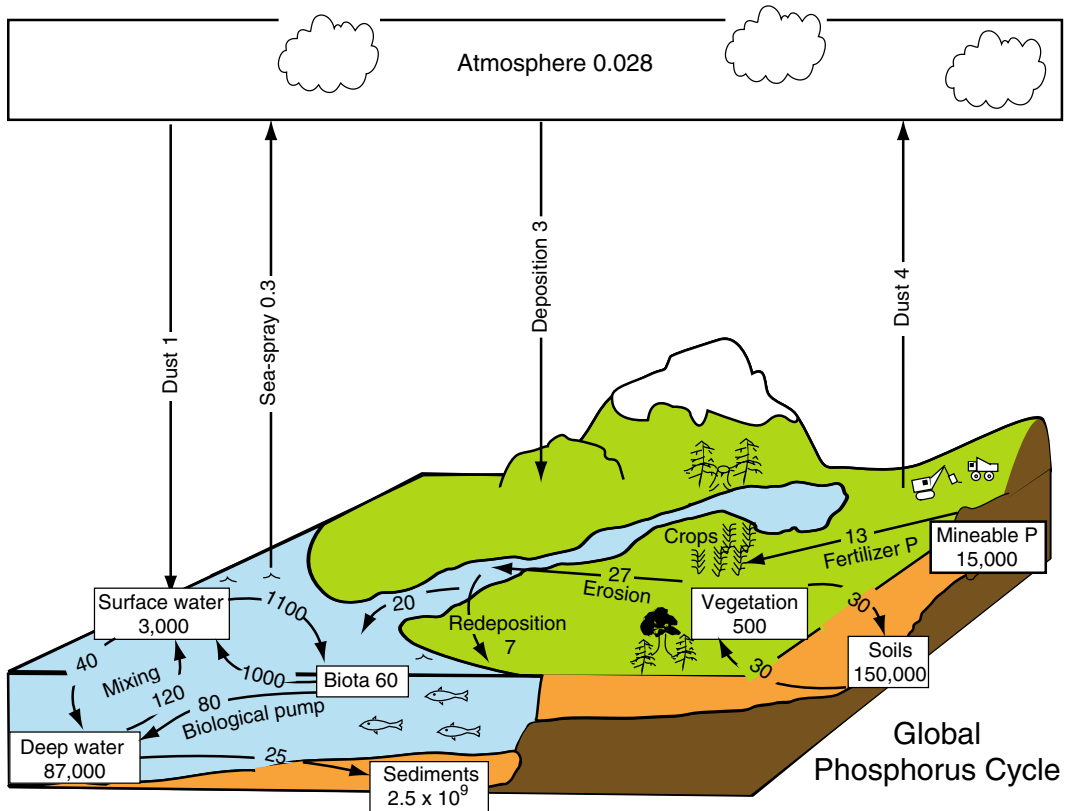 Atmosphere 0.028
Dust 1
Sea-spray 0.3
Deposition 3
Dust 4
Crops
13
Fertilizer P
Mineable P
15,000
27
Erosion
20
Redeposition
7
Vegetation
500
30
30
Soils
150,000
Surface water
3,000
1100
1000
40
Mixing
120
Biota 60
80
Biological pump
Deep water
87,000
25
Sediments
2.5 x 10⁹
Global
Phosphorus Cycle